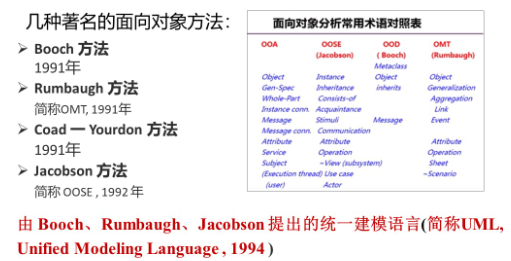 几种著名的面向对象方法：
➢ Booch 方法
1991年
➢ Rumbaugh 方法
简称OMT, 1991年
➢ Coad — Yourdon 方法
1991年
➢ Jacobson 方法
简称 OOSE , 1992 年
面向对象分析常用术语对照表
OOA OOSE OOD OMT
(Jacobson) ( Booch) (Rumbaugh)
Metaclass
Object Instance Object Object
Gen-Spec Inheritance inherits Generalization
Whole-Part Consists-of Aggregation
Instance conn. Acquaintance Link
Message Stimuli Message Event
Message conn. Communication
Attribute Attribute Attribute
Service Operation Operation
Subject ~View (subsystem) Sheet
(Execution thread) Use case ~Scenario
(user) Actor
由 Booch、Rumbaugh、Jacobson 提出的统一建模语言(简称UML,
Unified Modeling Language , 1994 )